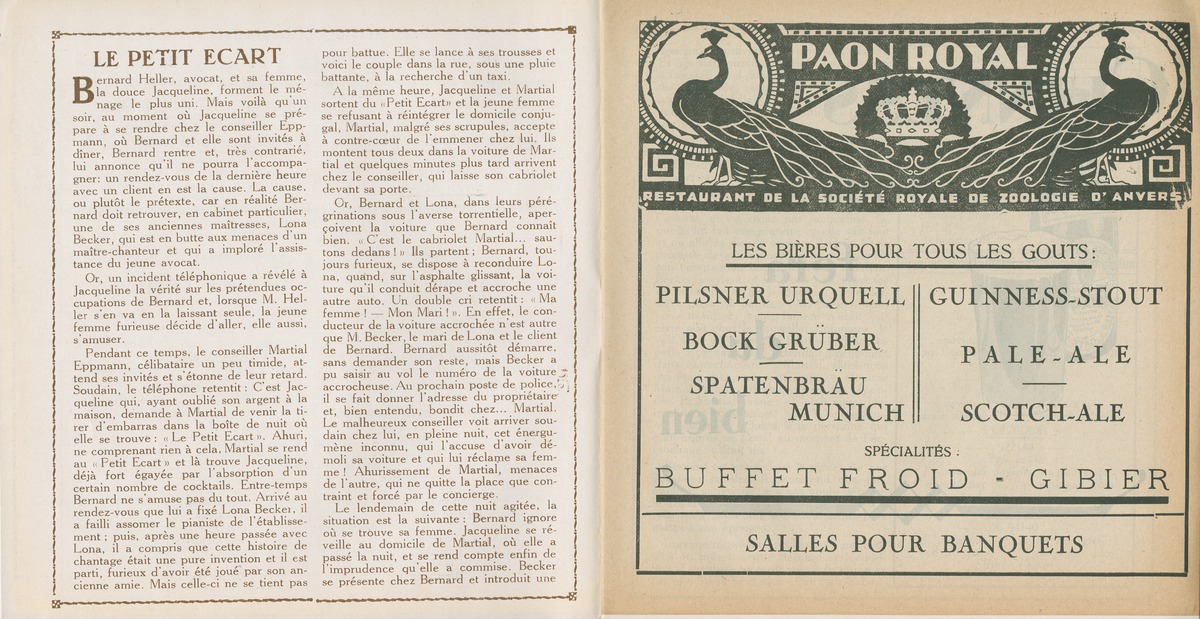 LE PETIT ECART
Bernard Heller, avocat, et sa femme,
la douce Jacqueline, forment le mé-
nage le plus uni. Mais voilà qu'un
soir, au moment où Jacqueline se pré-
pare à se rendre chez le conseiller Epp-
mann, où Bernard et elle sont invités à
dîner, Bernard rentre et, très contrarié,
lui annonce qu'il ne pourra l'accompa-
gner: un rendez-vous de la dernière heure
avec un client en est la cause. La cause,
ou plutôt le prétexte, car en réalité Ber-
nard doit retrouver, en cabinet particulier,
une de ses anciennes maîtresses, Lona
Becker, qui est en butte aux menaces d'un
maître-chanteur et qui a imploré l'assis-
tance du jeune avocat.
Or, un incident téléphonique a révélé à
Jacqueline la vérité sur les prétendues oc-
cupations de Bernard et, lorsque M. Hel-
ler s'en va en la laissant seule, la jeune
femme furieuse décide d'aller, elle aussi,
s'amuser.
Pendant ce temps, le conseiller Martial
Eppmann, célibataire un peu timide, at-
tend ses invités et s'étonne de leur retard.
Soudain, le téléphone retentit : C'est Jac-
queline qui, ayant oublié son argent à la
maison, demande à Martial de venir la ti-
rer d'embarras dans la boîte de nuit où
elle se trouve : « Le Petit Ecart ». Ahuri,
ne comprenant rien à cela, Martial se rend
au « Petit Ecart » et là trouve Jacqueline,
déjà fort égayée par l'absorption d'un
certain nombre de cocktails. Entre-temps
Bernard ne s'amuse pas du tout. Arrivé au
rendez-vous que lui a fixé Lona Becker, il
a failli assomer le pianiste de l'établisse-
ment ; puis, après une heure passée avec
Lona, il a compris que cette histoire de
chantage était une pure invention et il est
parti, furieux d'avoir été joué par son an-
cienne amie. Mais celle-ci ne se tient pas
pour battue. Elle se lance à ses trousses et
voici le couple dans la rue, sous une pluie
battante, à la recherche d'un taxi.
A la même heure, Jacqueline et Martial
sortent du «Petit Ecart» et la jeune femme
se refusant à réintégrer le domicile conju-
gal, Martial, malgré ses scrupules, accepte
à contre-cœur de l'emmener chez lui. Ils
montent tous deux dans la voiture de Mar-
tial et quelques minutes plus tard arrivent
chez le conseiller, qui laisse son cabriolet
devant sa porte.
Or, Bernard et Lona, dans leurs péré-
grinations sous l'averse torrentielle, aper-
çoivent la voiture que Bernard connaît
bien. « C'est le cabriolet Martial... sau-
tons dedans ! » Ils partent ; Bernard, tou-
jours furieux, se dispose à reconduire Lo-
na, quand, sur l'asphalte glissant, la voi-
ture qu'il conduit dérape et accroche une
autre auto. Un double cri retentit : « Ma
femme ! — Mon Mari ! ». En effet, le con-
ducteur de la voiture accrochée n'est autre
que M. Becker, le mari de Lona et le client
de Bernard. Bernard aussitôt démarre,
sans demander son reste, mais Becker a
pu saisir au vol le numéro de la voiture
accrocheuse. Au prochain poste de police,
il se fait donner l'adresse du propriétaire
et, bien entendu, bondit chez... Martial.
Le malheureux conseiller voit arriver sou-
dain chez lui, en pleine nuit, cet énergu-
mène inconnu, qui l'accuse d'avoir dé-
moli sa voiture et qui lui réclame sa fem-
me ! Ahurissement de Martial, menaces
de l'autre, qui ne quitte la place que con-
traint et forcé par le concierge.
Le lendemain de cette nuit agitée, la
situation est la suivante : Bernard ignore
où se trouve sa femme. Jacqueline se ré-
veille au domicile de Martial, où elle a
passé la nuit, et se rend compte enfin de
l'imprudence qu'elle a commise. Becker
se présente chez Bernard et introduit une
PAON ROYAL
RESTAURANT DE LA SOCIÉTÉ ROYALE DE ZOOLOGIE D'ANVERS
LES BIÈRES POUR TOUS LES GOUTS :
PILSNER URQUELL
BOCK GRÜBER
SPATENBRÄU
MUNICH
GUINNESS-STOUT
PALE-ALE
SCOTCH-ALE
SPÉCIALITÉS :
BUFFET FROID - GIBIER
SALLES POUR BANQUETS